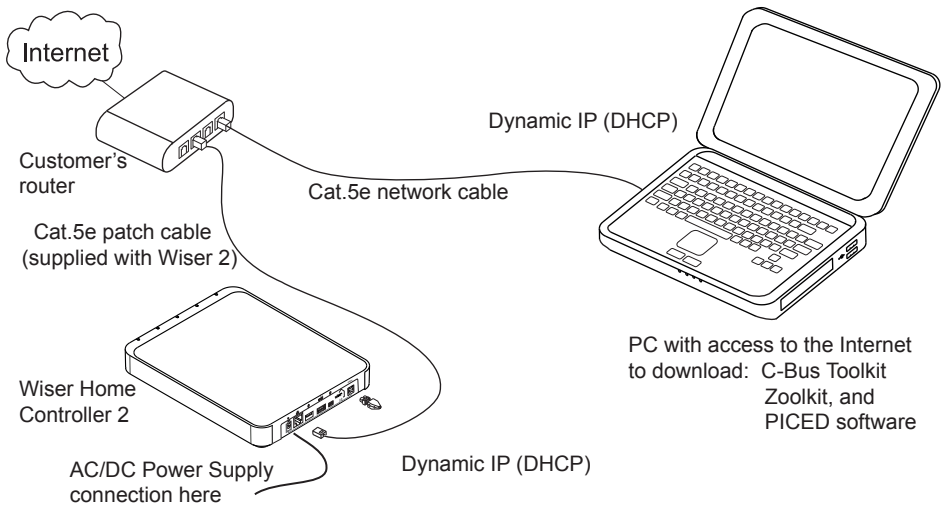 Internet
Dynamic IP (DHCP)
Customer's
router
Cat.5e network cable
Cat.5e patch cable
(supplied with Wiser 2)
PC with access to the Internet
to download: C-Bus Toolkit
Zoolkit, and
PICED software
Wiser Home
Controller 2
Dynamic IP (DHCP)
AC/DC Power Supply
connection here